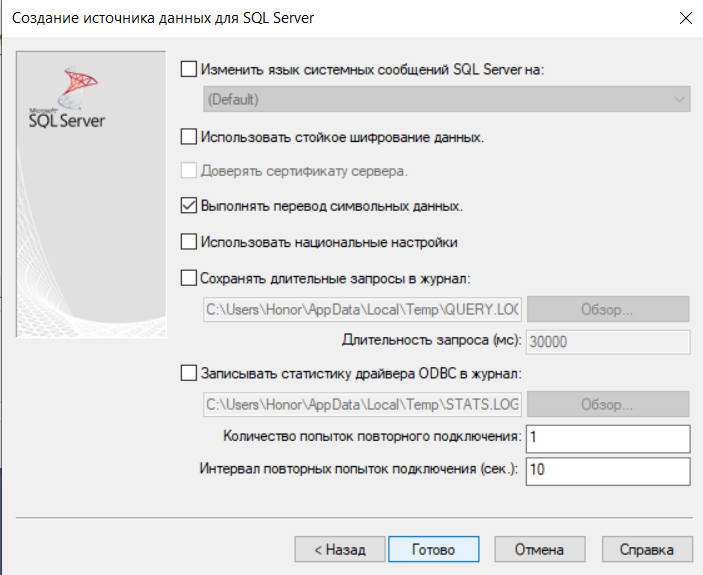 Создание источника данных для SQL Server
Microsoft
SQL Server
Изменить язык системных сообщений SQL Server на:
(Default)
Использовать стойкое шифрование данных.
Доверять сертификату сервера.
Выполнять перевод символьных данных.
Использовать национальные настройки
Сохранять длительные запросы в журнал:
C:\Users\Honor\AppData\Local\Temp\QUERY.LOG Обзор...
Длительность запроса (мс): 30000
Записывать статистику драйвера ODBC в журнал:
C:\Users\Honor\AppData\Local\Temp\STATS.LOG Обзор...
Количество попыток повторного подключения: 1
Интервал повторных попыток подключения (сек.): 10
< Назад Готово Отмена Справка